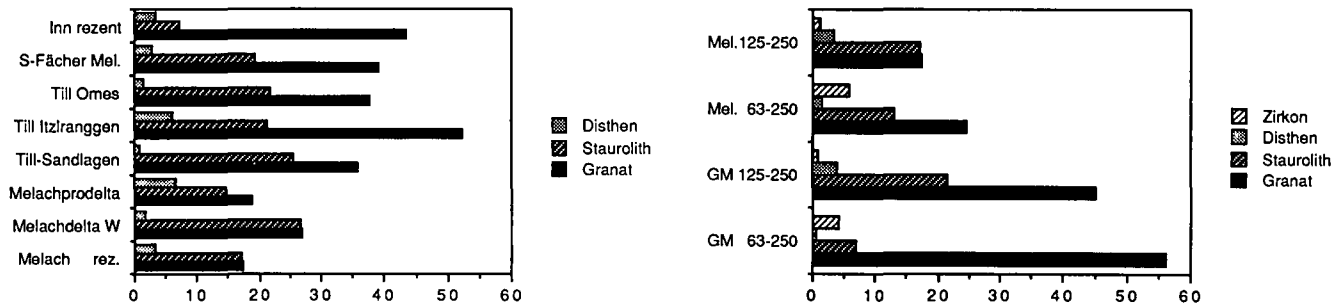 Inn rezent
S-Fächer Mel.
Till Omes
Till Itzlranggen
Till-Sandlagen
Melachprodelta
Melachdelta W
Melach rez.
0 10 20 30 40 50 60
Disthen
Staurolith
Granat
Mel.125-250
Mel. 63-250
GM 125-250
GM 63-250
0 10 20 30 40 50 60
Zirkon
Disthen
Staurolith
Granat